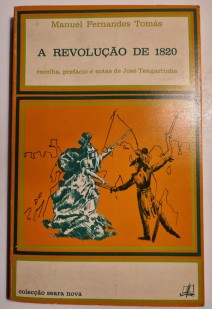 Manuel Fernandes Tomás
A REVOLUÇÃO DE 1820
recolha, prefácio e notas de José Tengarrinha
colecção seara nova